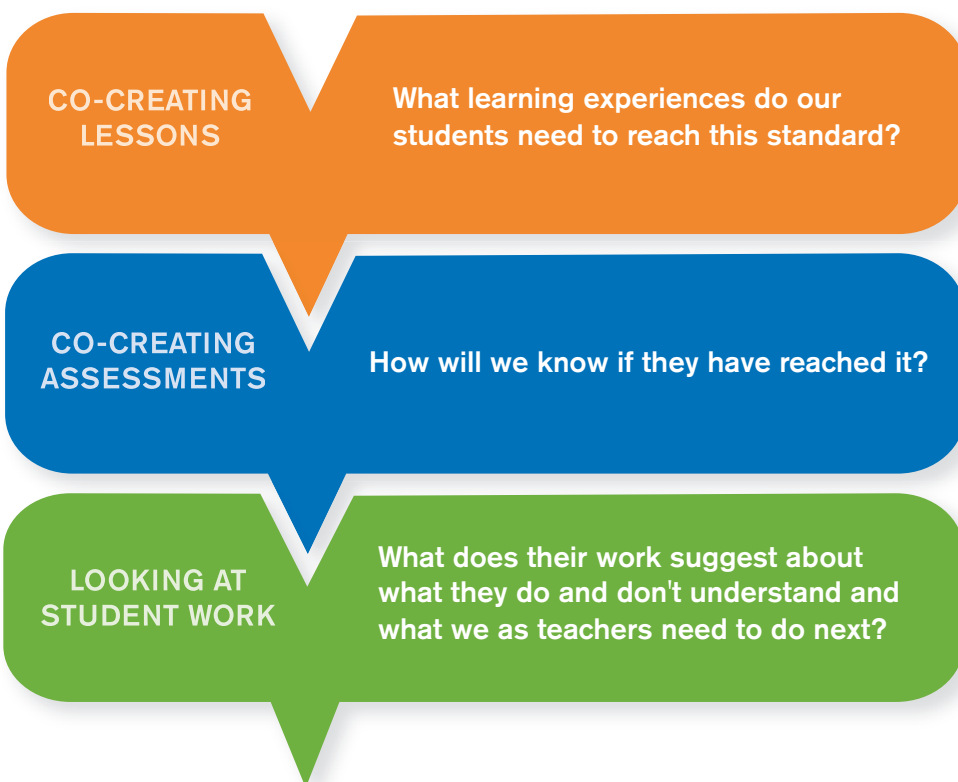 CO-CREATING
LESSONS
What learning experiences do our
students need to reach this standard?
CO-CREATING
ASSESSMENTS
How will we know if they have reached it?
LOOKING AT
STUDENT WORK
What does their work suggest about
what they do and don't understand and
what we as teachers need to do next?